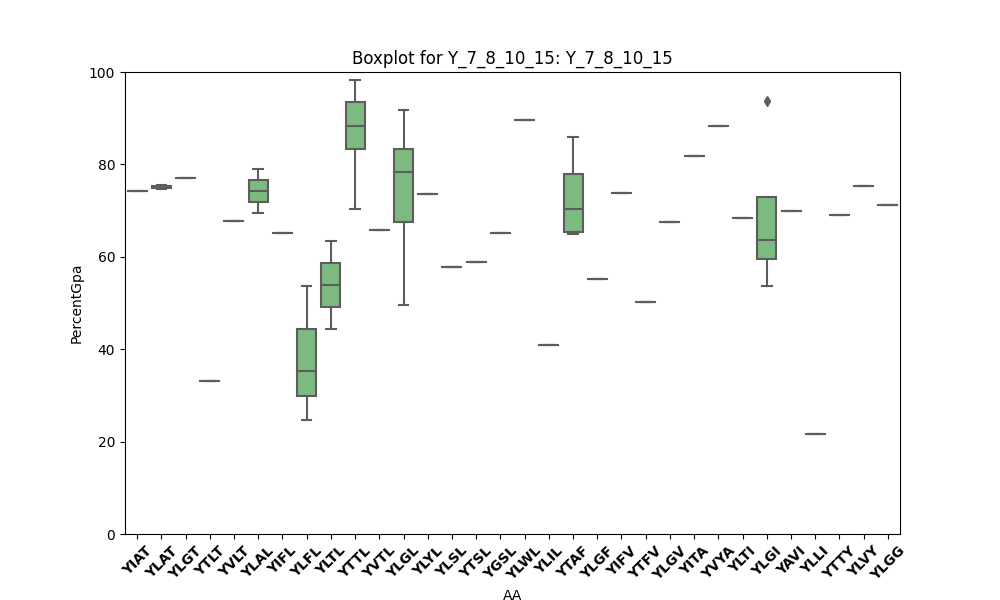 Boxplot for Y_7_8_10_15: Y_7_8_10_15
100
80
60
40
20
0
PercentGpa
YIAT YLAT YLGT YTLT YVLT YLAL YIFL YLFL YLTL YTTL YVTL YLGL YLYL YLSL YTSL YGSL YLWL YLIL YTAF YLGF YIFV YTFV YLGV YITA YVYA YLTI YLGI YAVI YLLI YTTY YLVY YLGG
AA